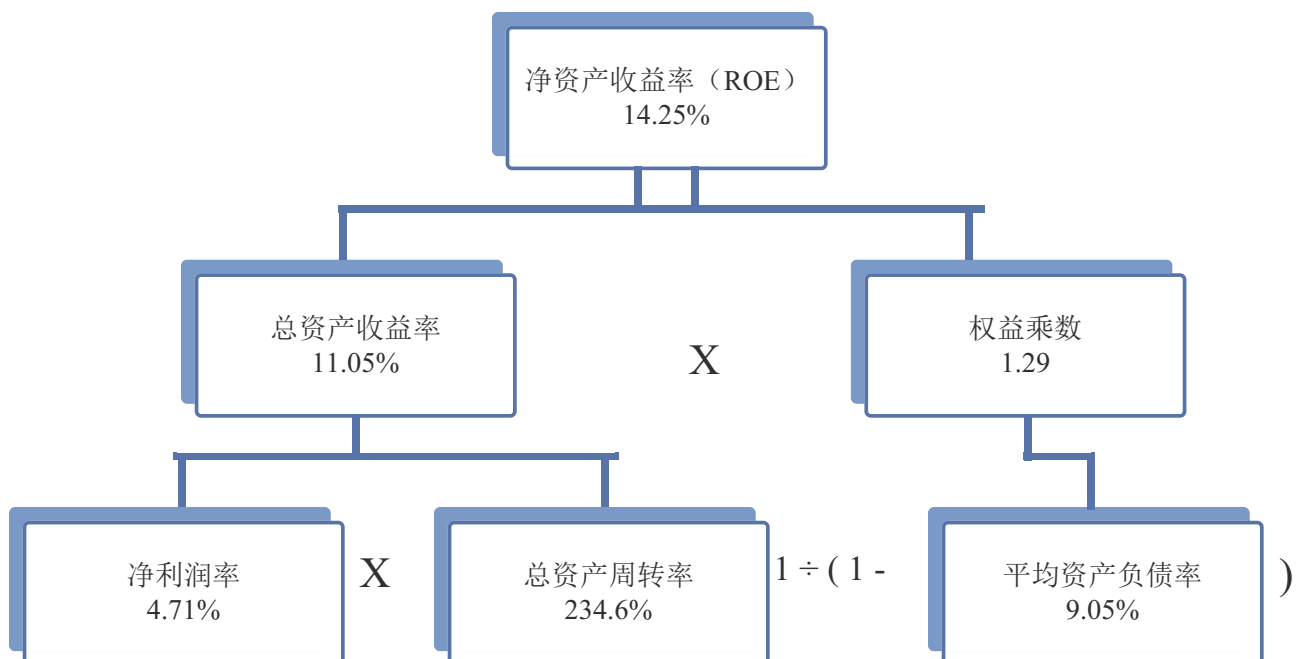 净资产收益率（ROE）
14.25%
总资产收益率
11.05%
X
权益乘数
1.29
净利润率
4.71%
X
总资产周转率
234.6%
1 ÷ ( 1 -
平均资产负债率
9.05%
)